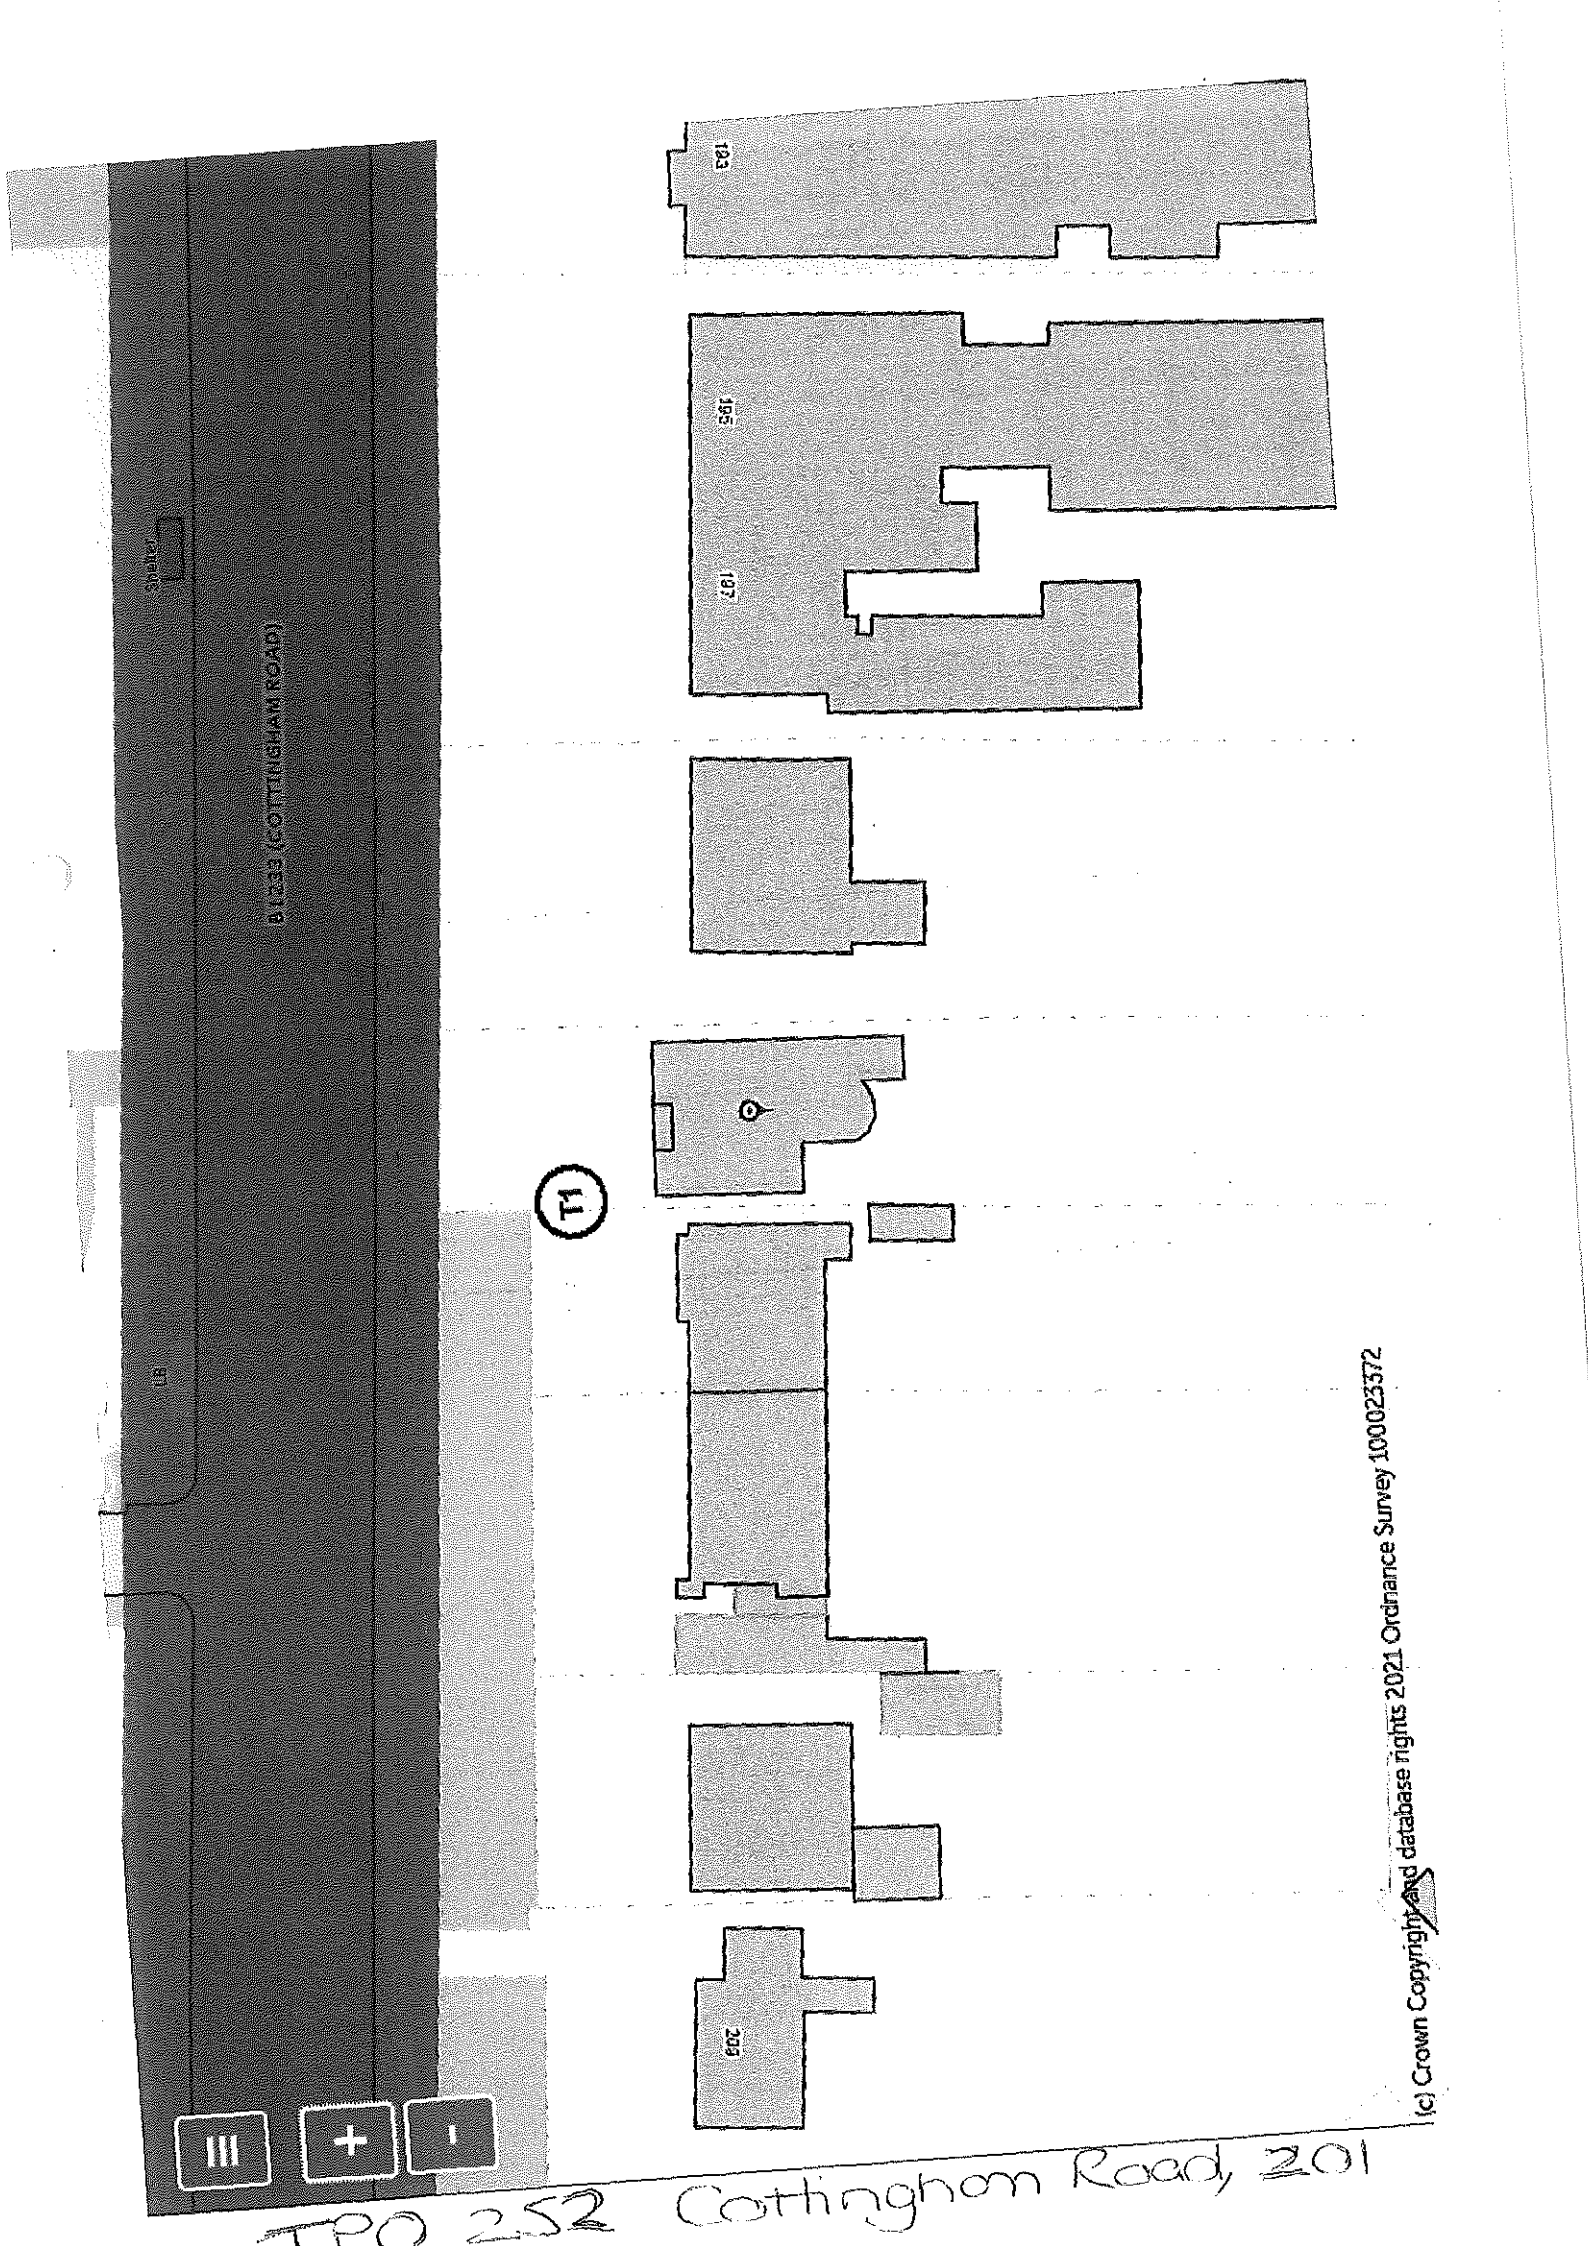 193
195
197
Shelter
B1233 (COTTINGHAM ROAD)
T1
LB
209
(c) Crown Copyright and database rights 2021 Ordnance Survey 100023372
TPO 252 Cottingham Road, 201